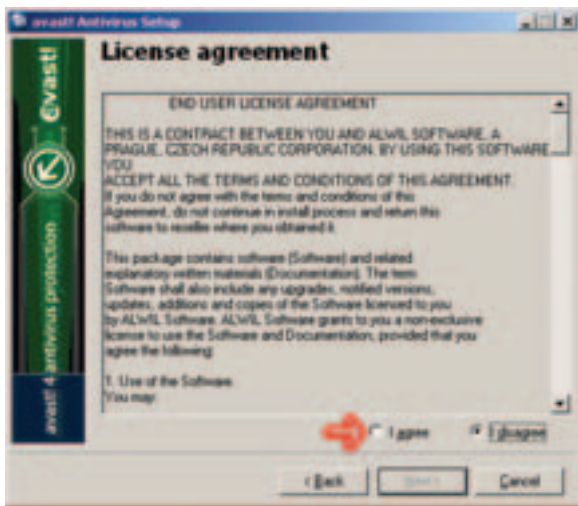 avast! Antivirus Setup
License agreement
END USER LICENSE AGREEMENT
THIS IS A CONTRACT BETWEEN YOU AND ALWIL SOFTWARE, A
PRAGUE, CZECH REPUBLIC CORPORATION. BY USING THIS SOFTWARE
YOU
ACCEPT ALL THE TERMS AND CONDITIONS OF THIS AGREEMENT.
If you do not agree with the terms and conditions of this
Agreement, do not continue in install process and return this
software to reseller where you obtained it.
This package contains software (Software) and related
explanatory written materials (Documentation). The term
Software shall also include any upgrades, modified versions,
updates, additions and copies of the Software licensed to you
by ALWIL Software. ALWIL Software grants to you a non-exclusive
license to use the Software and Documentation, provided that you
agree the following:
1. Use of the Software.
You may:
avast! 4 antivirus protection
avast!
I agree
I disagree
< Back
Next >
Cancel